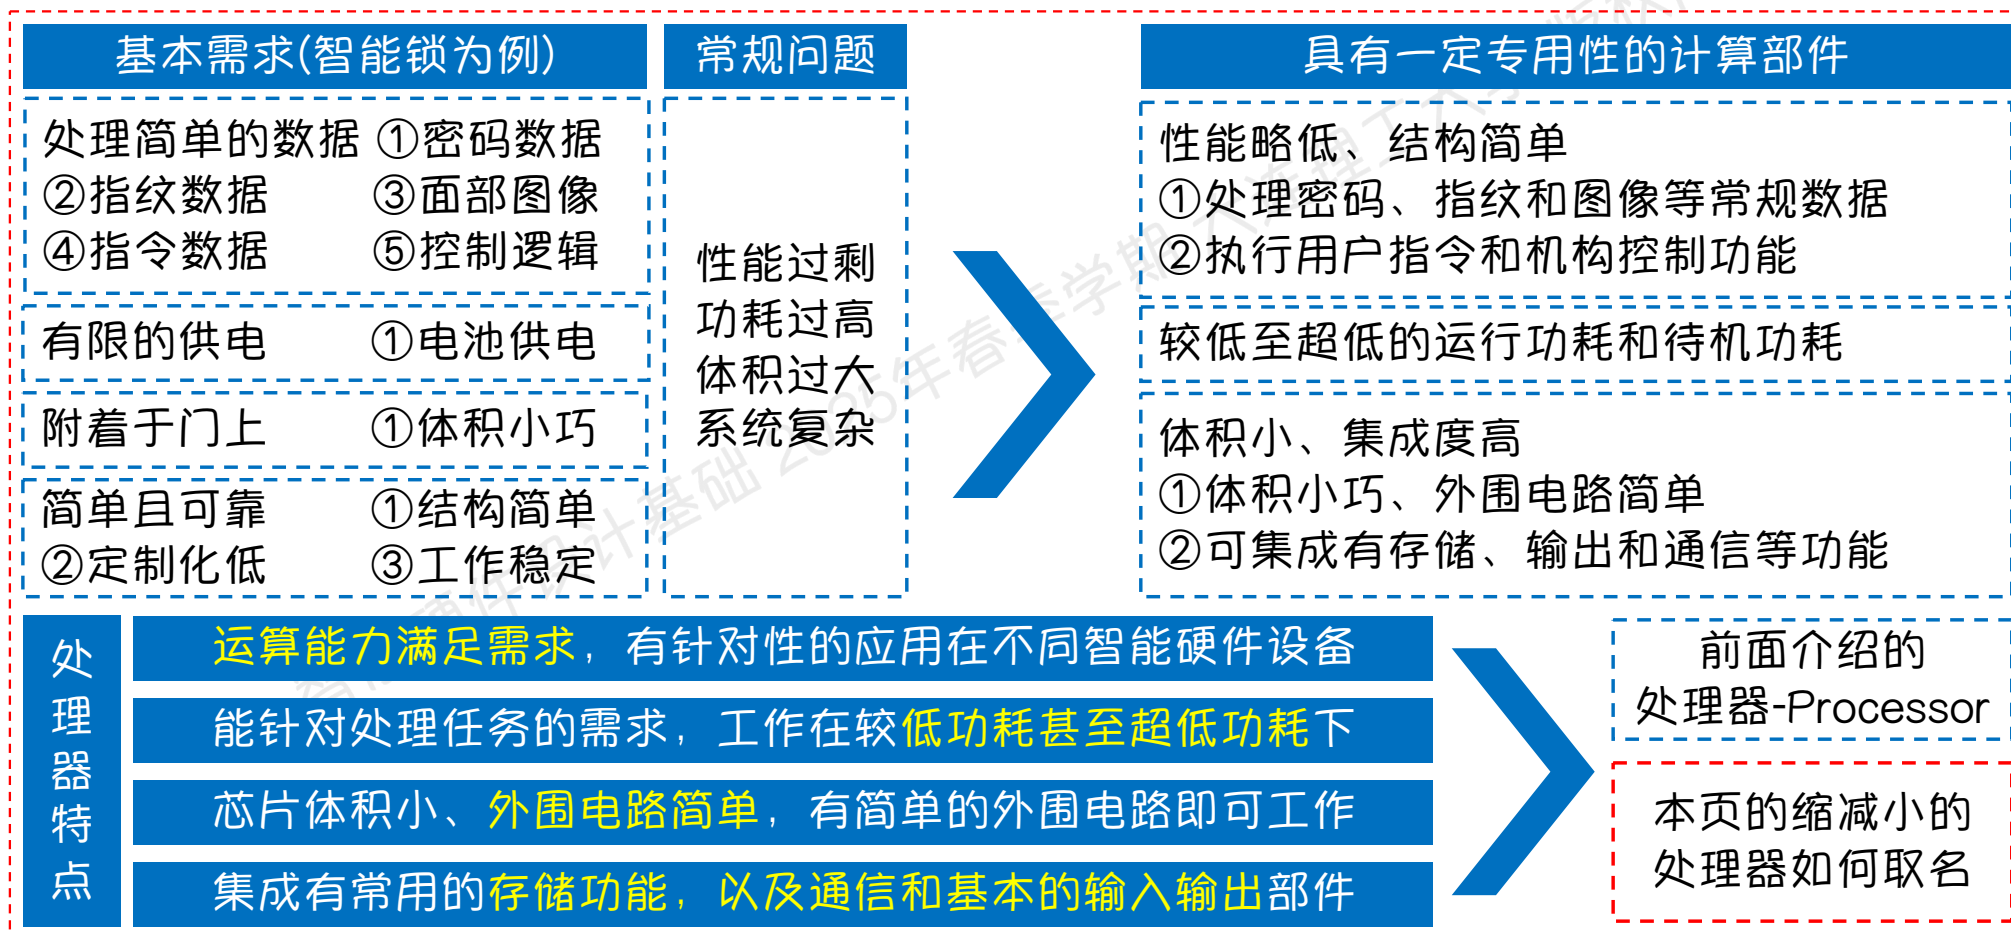 基本需求(智能锁为例)
处理简单的数据 ①密码数据
②指纹数据 ③面部图像
④指令数据 ⑤控制逻辑
有限的供电 ①电池供电
附着于门上 ①体积小巧
简单且可靠 ①结构简单
②定制化低 ③工作稳定
常规问题
性能过剩
功耗过高
体积过大
系统复杂
具有一定专用性的计算部件
性能略低、结构简单
①处理密码、指纹和图像等常规数据
②执行用户指令和机构控制功能
较低至超低的运行功耗和待机功耗
体积小、集成度高
①体积小巧、外围电路简单
②可集成有存储、输出和通信等功能
处
理
器
特
点
运算能力满足需求，有针对性的应用在不同智能硬件设备
能针对处理任务的需求，工作在较低功耗甚至超低功耗下
芯片体积小、外围电路简单，有简单的外围电路即可工作
集成有常用的存储功能，以及通信和基本的输入输出部件
前面介绍的
处理器-Processor
本页的缩减小的
处理器如何取名